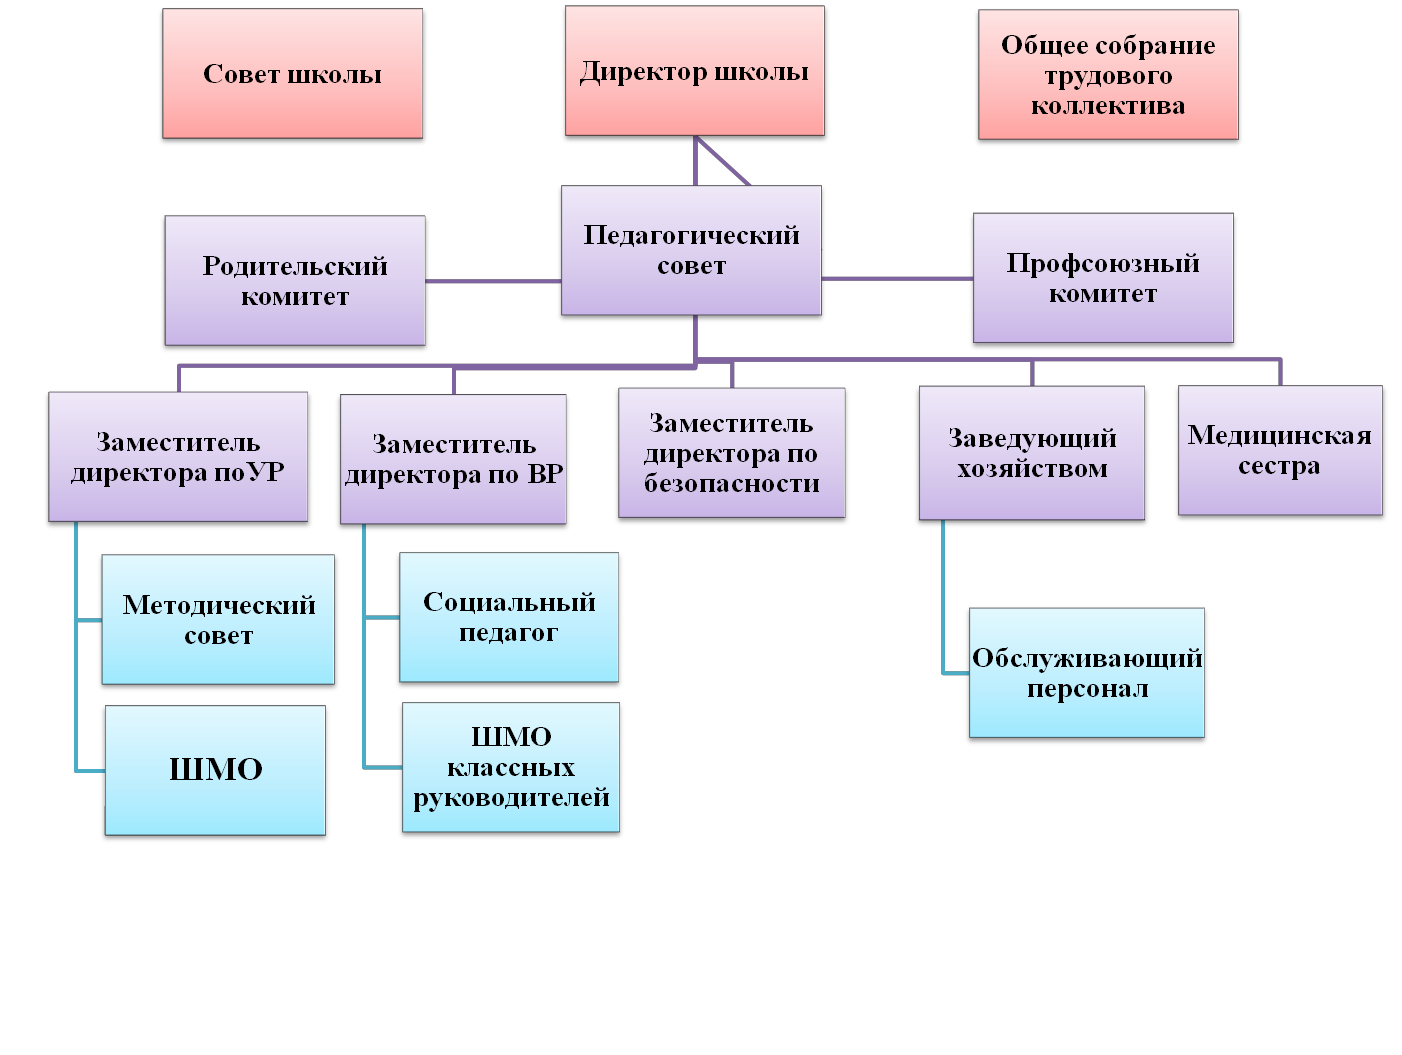 Совет школы
Директор школы
Общее собрание
трудового
коллектива
Родительский
комитет
Педагогический
совет
Профсоюзный
комитет
Заместитель
директора поУР
Заместитель
директора по ВР
Заместитель
директора по
безопасности
Заведующий
хозяйством
Медицинская
сестра
Методический
совет
Социальный
педагог
Обслуживающий
персонал
ШМО
ШМО
классных
руководителей